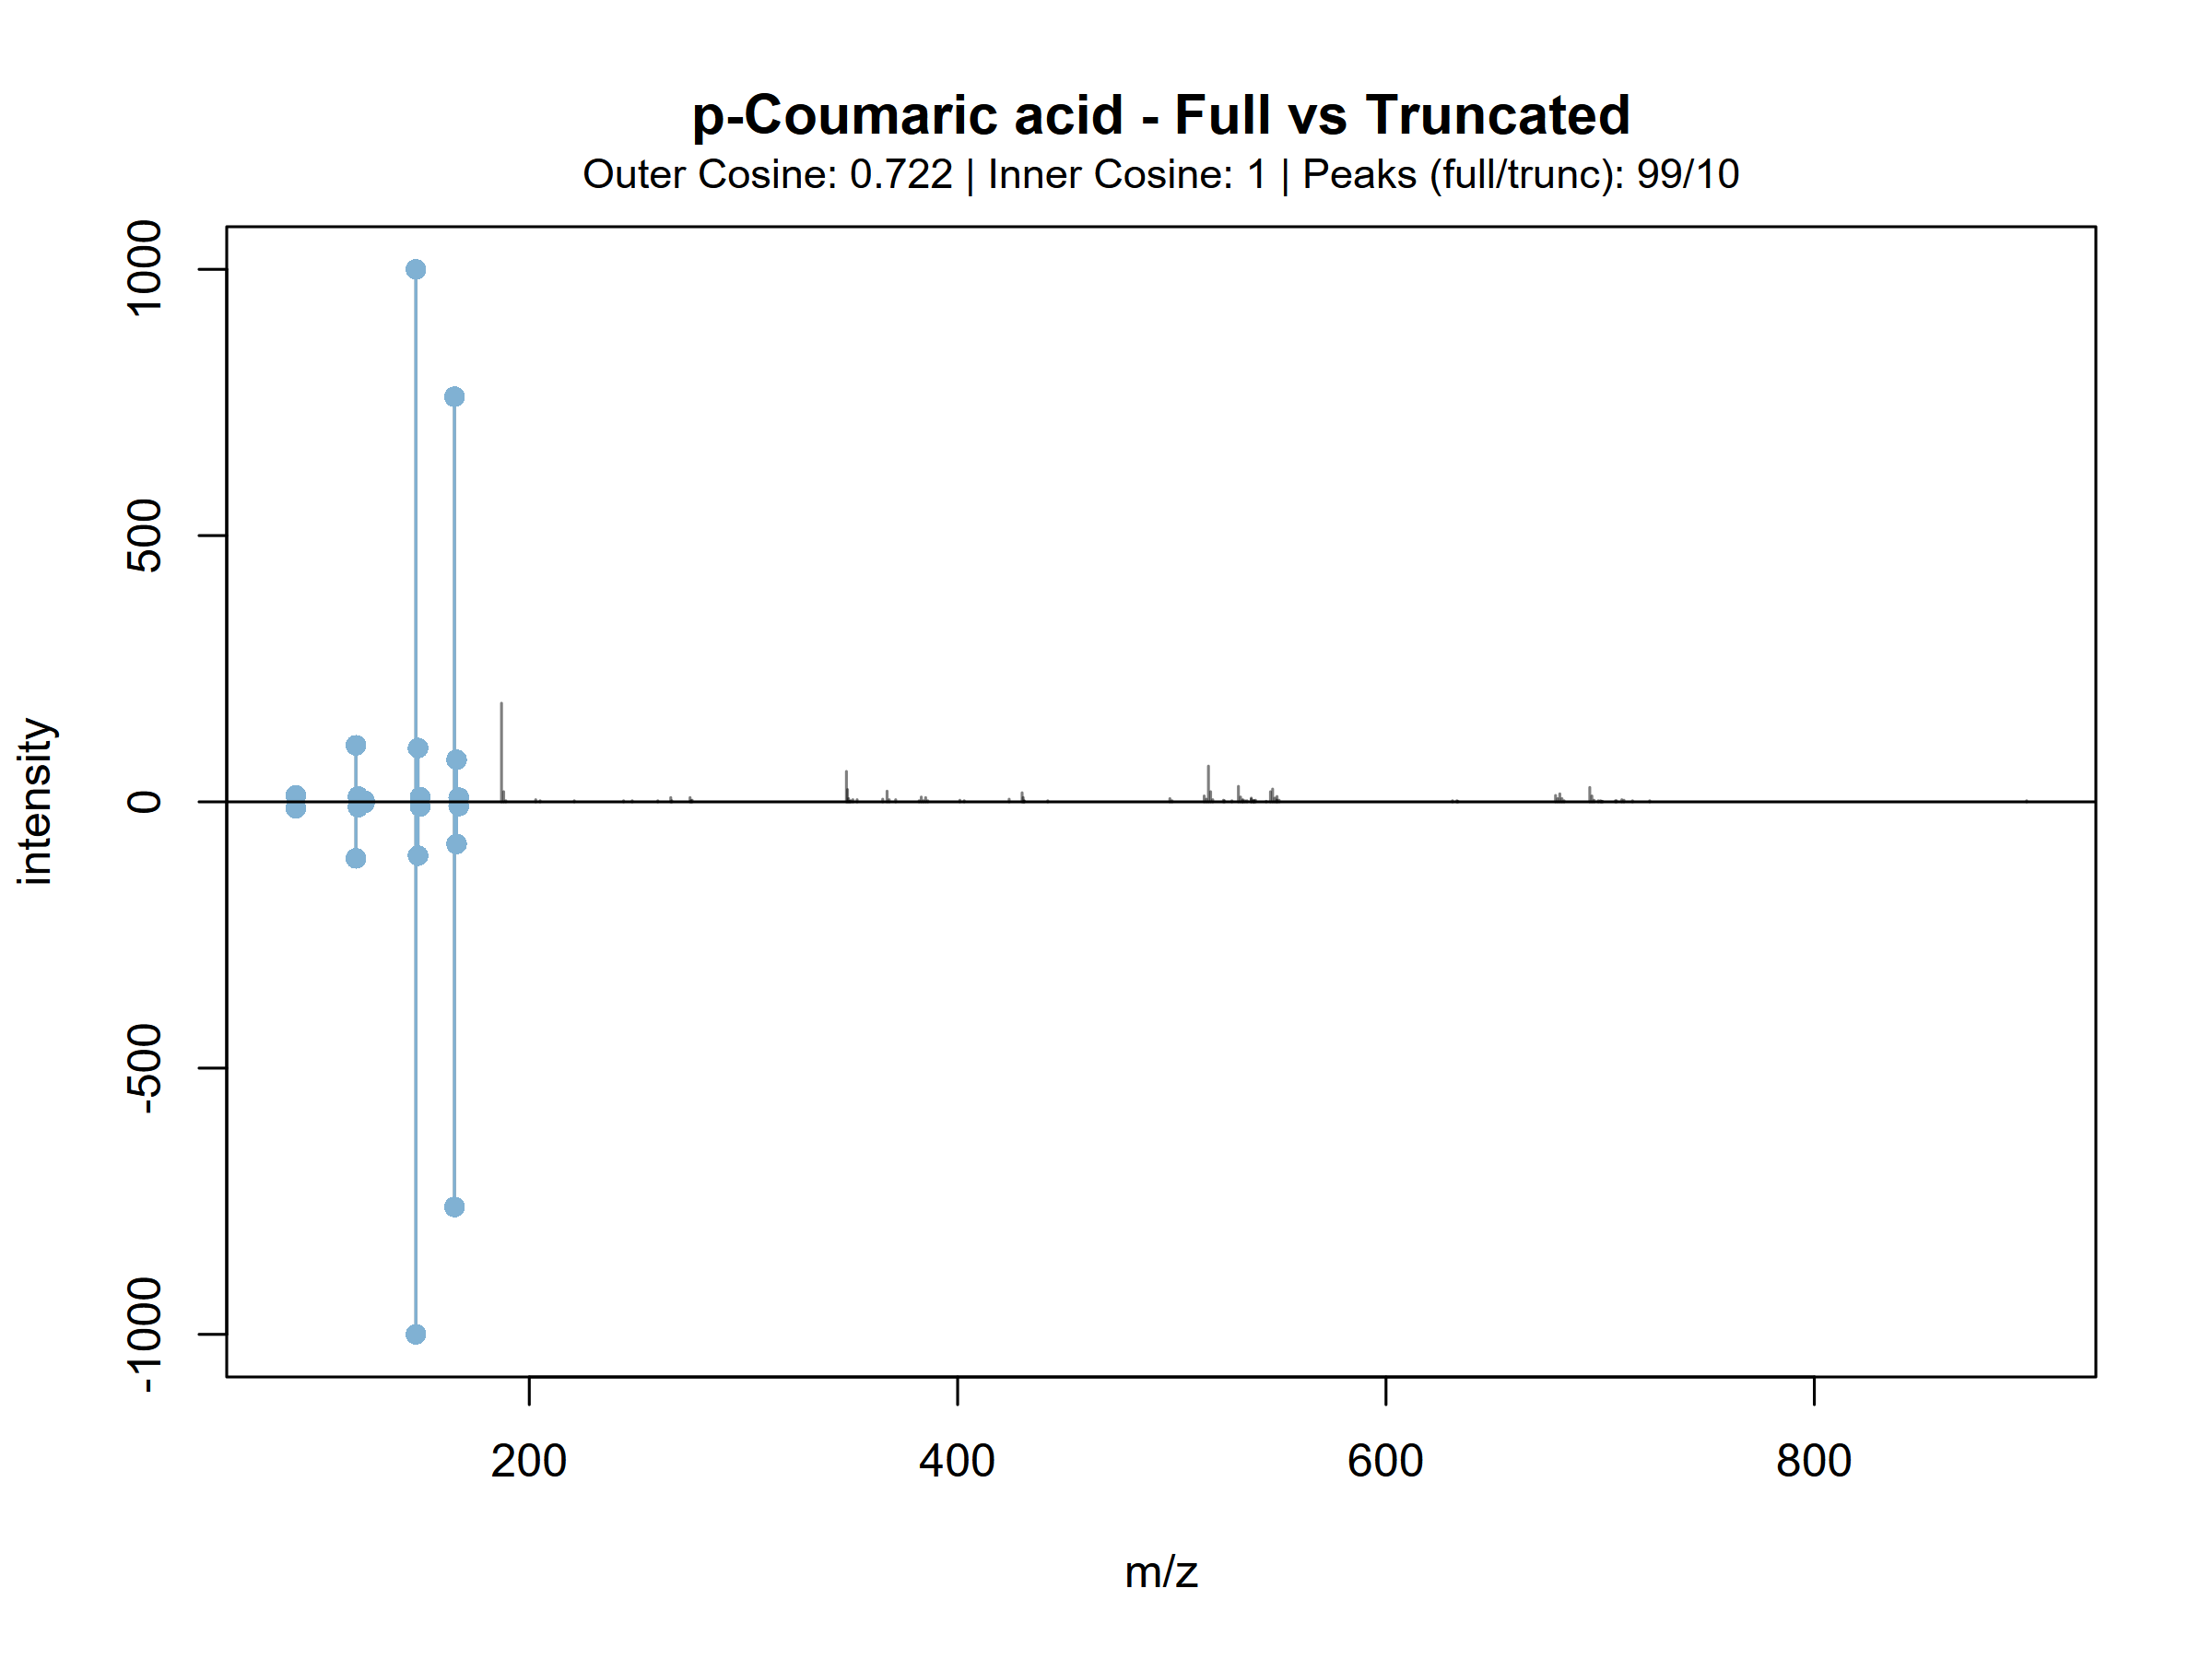 p-Coumaric acid - Full vs Truncated
Outer Cosine: 0.722 | Inner Cosine: 1 | Peaks (full/trunc): 99/10
1000
500
0
-500
-1000
intensity
200 400 600 800
m/z